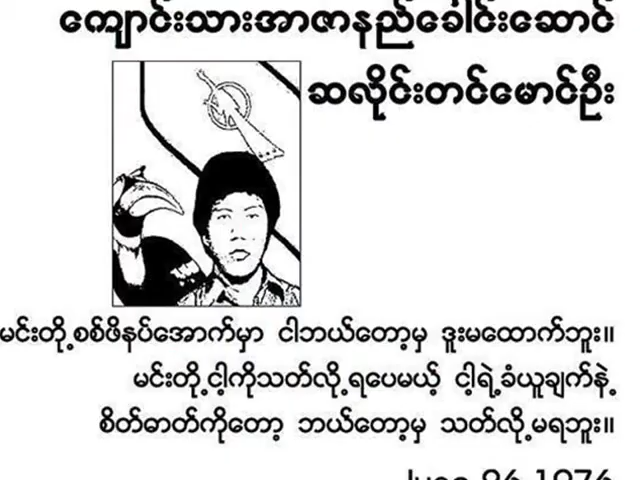 ကျောင်းသားအာဇာနည်ခေါင်းဆောင်
ဆလိုင်းတင်မောင်ဦး
မင်းတို့စစ်ဖိနပ်အောက်မှာ ငါဘယ်တော့မှ ဒူးမထောက်ဘူး။
မင်းတို့ငါ့ကိုသတ်လို့ရပေမယ့် ငါ့ရဲ့ခံယူချက်နဲ့
စိတ်ဓာတ်ကိုတော့ ဘယ်တော့မှ သတ်လို့မရဘူး။
June 26 1976